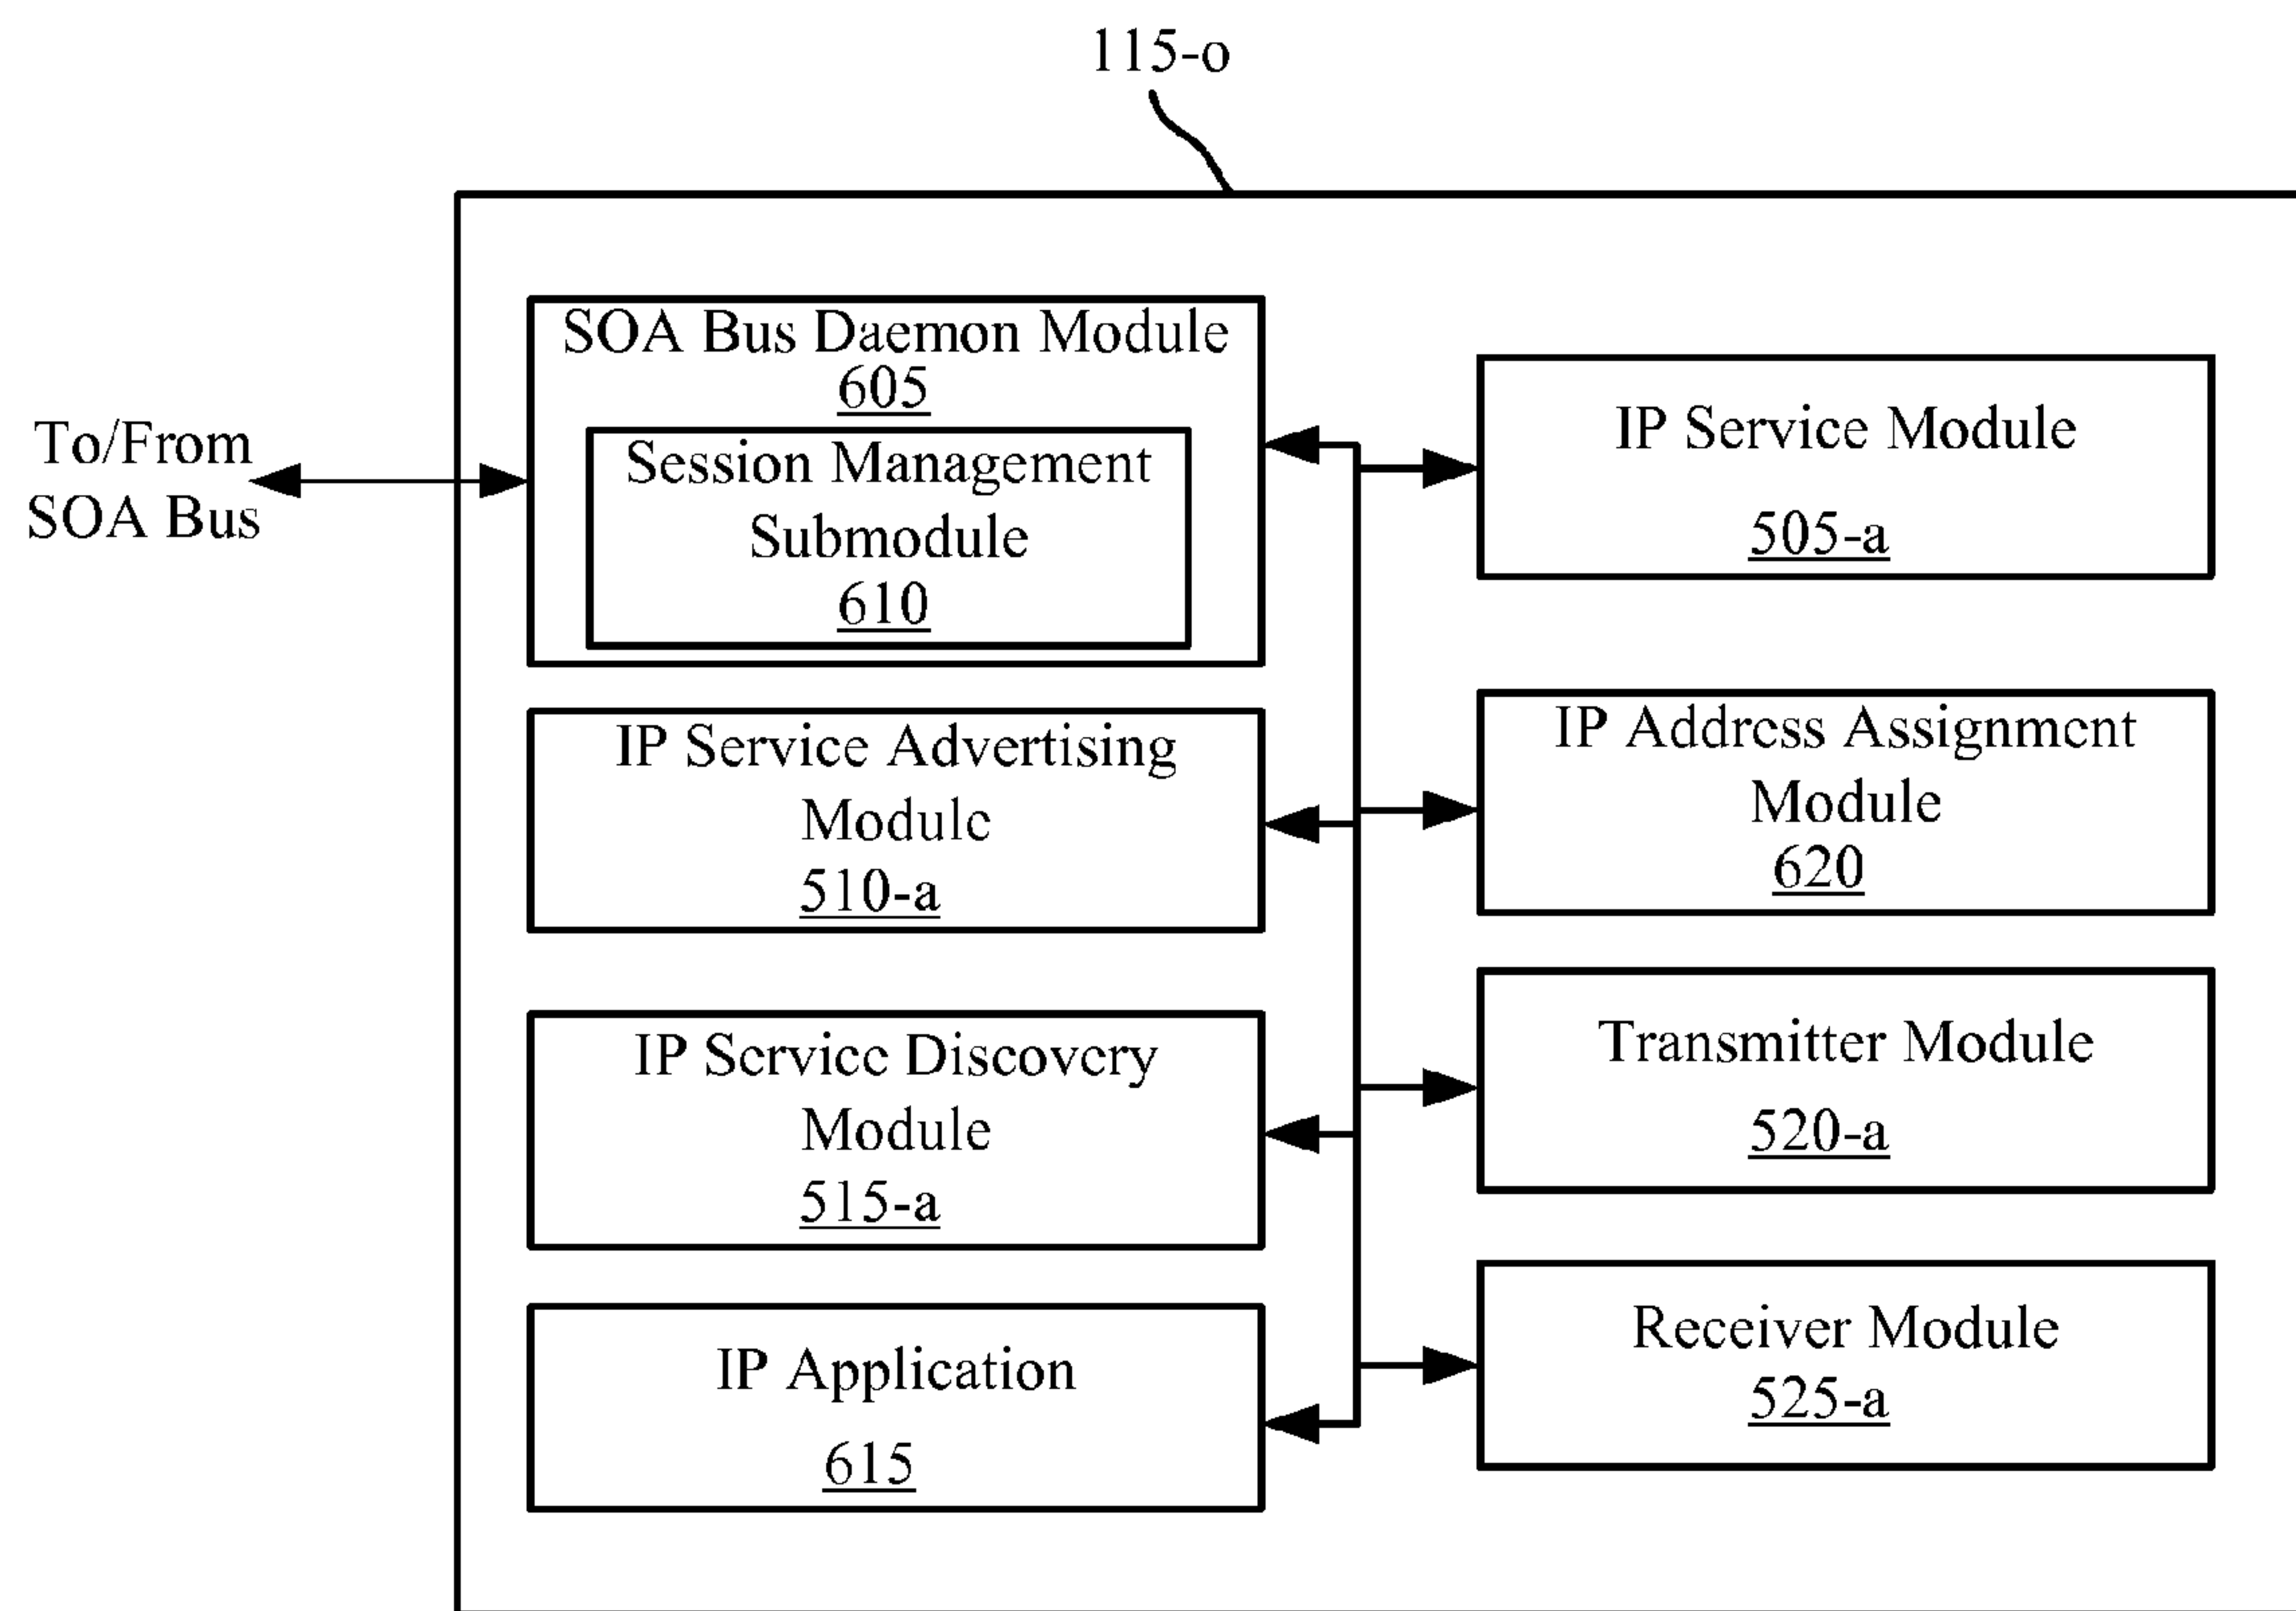 115-o
To/From
SOA Bus
SOA Bus Daemon Module
605
Session Management
Submodule
610
IP Service Advertising
Module
510-a
IP Service Discovery
Module
515-a
IP Application
615
IP Service Module
505-a
IP Address Assignment
Module
620
Transmitter Module
520-a
Receiver Module
525-a